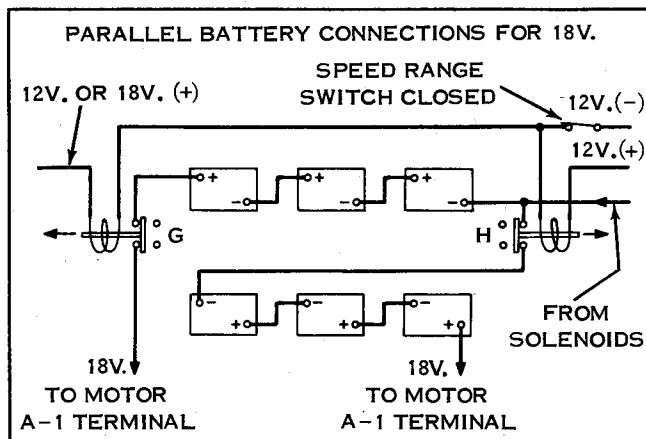 PARALLEL BATTERY CONNECTIONS FOR 18V.
SPEED RANGE
SWITCH CLOSED
12V. OR 18V. (+)
12V.(-)
12V.(+)
+ - + - + -
G
H
- + - + - +
FROM
SOLENOIDS
18V.
TO MOTOR
A-1 TERMINAL
18V.
TO MOTOR
A-1 TERMINAL